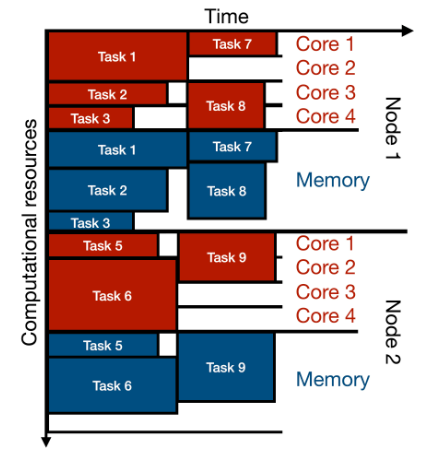 Time
Task 1
Task 7
Core 1
Core 2
Task 2
Task 8
Core 3
Task 3
Core 4
Node 1
Task 1
Task 7
Task 2
Task 8
Memory
Task 3
Computational resources
Task 5
Task 9
Core 1
Core 2
Task 6
Core 3
Core 4
Node 2
Task 5
Task 9
Task 6
Memory